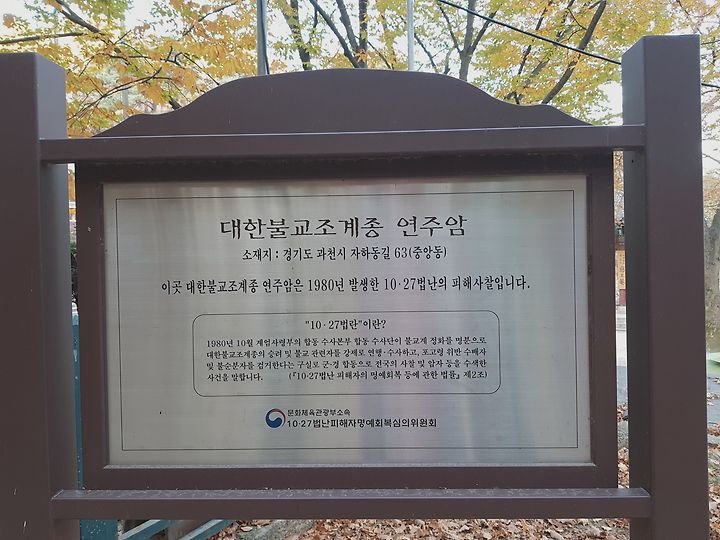 대한불교조계종 연주암
소재지 : 경기도 과천시 자하동길 63(중앙동)
이곳 대한불교조계종 연주암은 1980년 발생한 10·27법난의 피해사찰입니다.
"10·27법란"이란?
1980년 10월 계엄사령부의 합동 수사본부 합동 수사단이 불교계 정화를 명분으로
대한불교조계종의 승려 및 불교 관련자를 강제로 연행·수사하고, 포고령 위반 수배자
및 불순분자를 검거한다는 구실로 군·경 합동으로 전국의 사찰 및 암자 등을 수색한
사건을 말합니다. (『10·27법난 피해자의 명예회복 등에 관한 법률』 제2조)
문화체육관광부소속
10·27법난피해자명예회복심의위원회